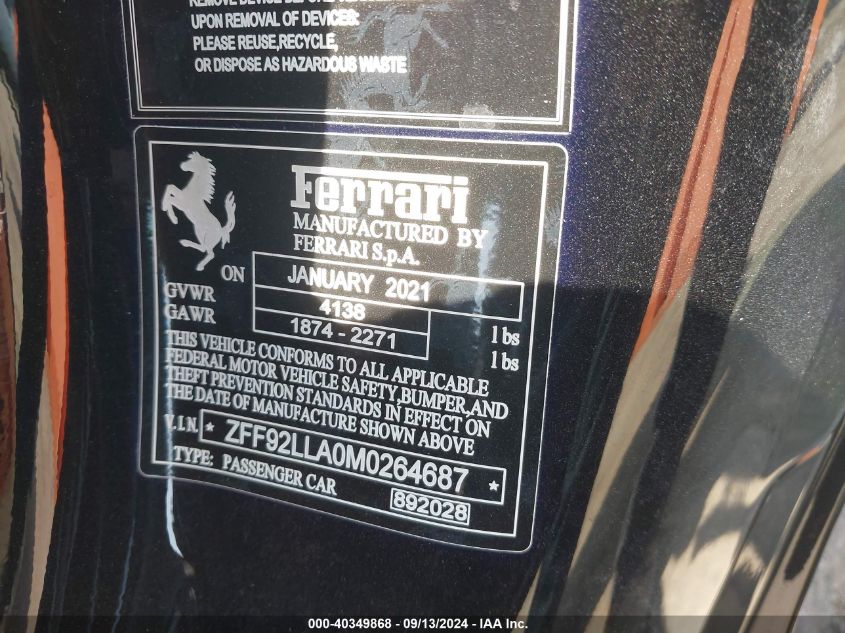 UPON REMOVAL OF DEVICES:
PLEASE REUSE,RECYCLE,
OR DISPOSE AS HAZARDOUS WASTE
Ferrari
MANUFACTURED BY
FERRARI S.p.A.
ON JANUARY 2021
GVWR 4138 lbs
GAWR 1874 - 2271 lbs
THIS VEHICLE CONFORMS TO ALL APPLICABLE
FEDERAL MOTOR VEHICLE SAFETY,BUMPER,AND
THEFT PREVENTION STANDARDS IN EFFECT ON
THE DATE OF MANUFACTURE SHOWN ABOVE
V.I.N. * ZFF92LLA0M0264687 *
TYPE: PASSENGER CAR 892028
000-40349868 - 09/13/2024 - IAA Inc.